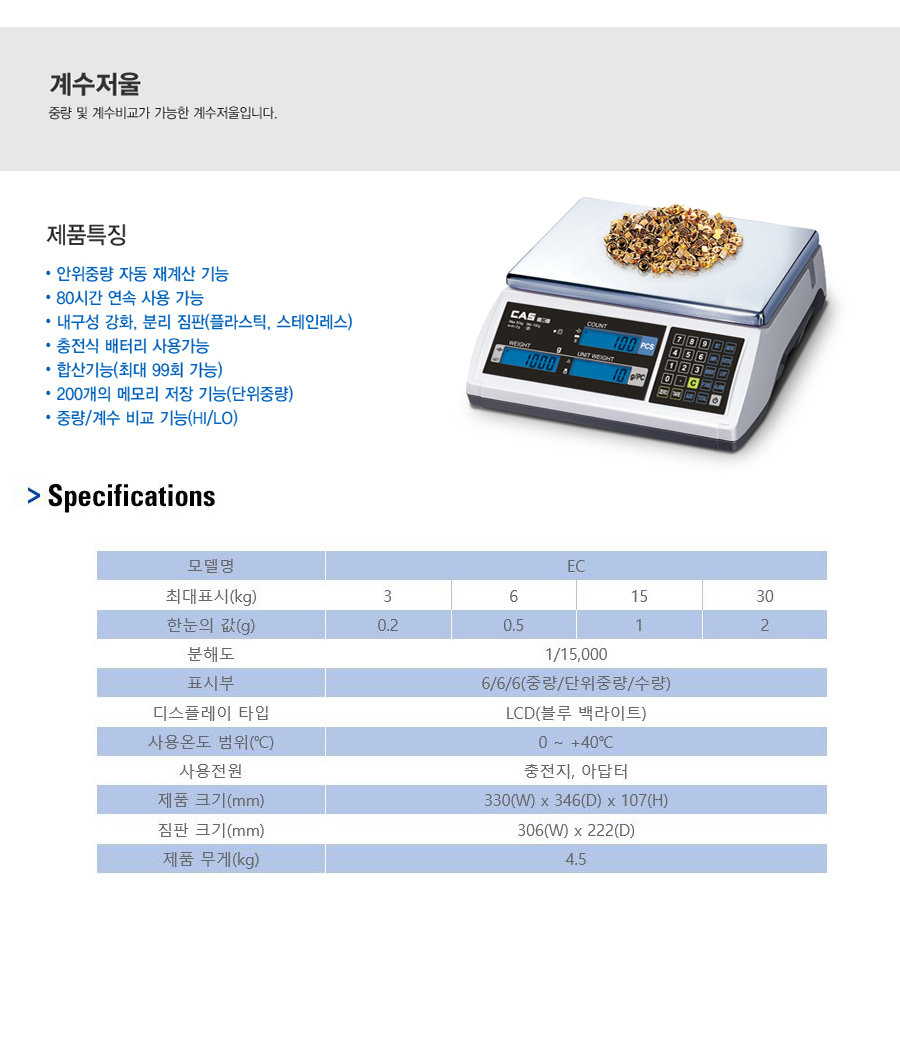 계수저울
중량 및 계수비교가 가능한 계수저울입니다.
제품특징
• 안위중량 자동 재계산 기능
• 80시간 연속 사용 가능
• 내구성 강화, 분리 짐판(플라스틱, 스테인레스)
• 충전식 배터리 사용가능
• 합산기능(최대 99회 가능)
• 200개의 메모리 저장 기능(단위중량)
• 중량/계수 비교 기능(HI/LO)
CAS EC
COUNT
100 PCS
WEIGHT g UNIT WEIGHT
1000 10 g/PC
7 8 9
4 5 6
1 2 3
0 . C
> Specifications
모델명 EC
최대표시(kg) 3 6 15 30
한눈의 값(g) 0.2 0.5 1 2
분해도 1/15,000
표시부 6/6/6(중량/단위중량/수량)
디스플레이 타입 LCD(블루 백라이트)
사용온도 범위(℃) 0 ~ +40℃
사용전원 충전지, 아답터
제품 크기(mm) 330(W) x 346(D) x 107(H)
짐판 크기(mm) 306(W) x 222(D)
제품 무게(kg) 4.5